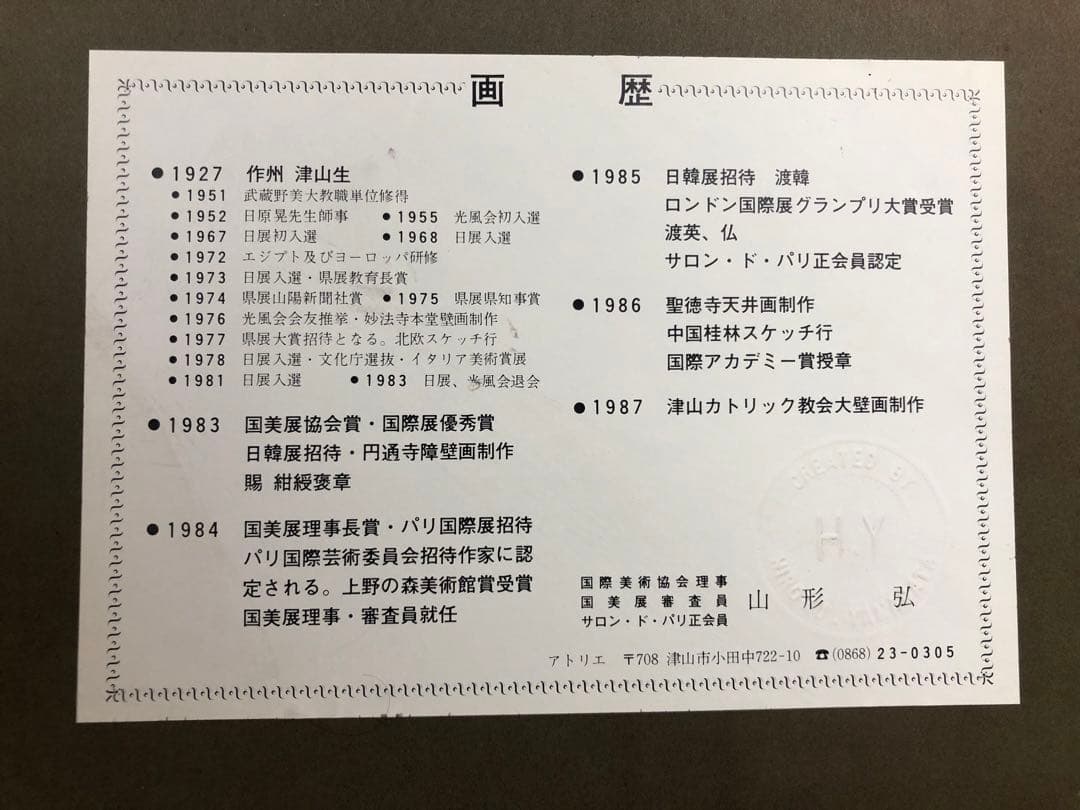 画 歴
● 1927 作州 津山生
● 1951 武蔵野美大教職単位修得
● 1952 日原晃先生師事 ● 1955 光風会初入選
● 1967 日展初入選 ● 1968 日展入選
● 1972 エジプト及びヨーロッパ研修
● 1973 日展入選・県展教育長賞
● 1974 県展山陽新聞社賞 ● 1975 県展県知事賞
● 1976 光風会会友推挙・妙法寺本堂壁画制作
● 1977 県展大賞招待となる。北欧スケッチ行
● 1978 日展入選・文化庁選抜・イタリア美術賞展
● 1981 日展入選 ● 1983 日展、光風会退会
● 1983 国美展協会賞・国際展優秀賞
日韓展招待・円通寺障壁画制作
賜 紺綬褒章
● 1984 国美展理事長賞・パリ国際展招待
パリ国際芸術委員会招待作家に認
定される。上野の森美術館賞受賞
国美展理事・審査員就任
● 1985 日韓展招待 渡韓
ロンドン国際展グランプリ大賞受賞
渡英、仏
サロン・ド・パリ正会員認定
● 1986 聖徳寺天井画制作
中国桂林スケッチ行
国際アカデミー賞授章
● 1987 津山カトリック教会大壁画制作
CREATED BY
H.Y
国際美術協会理事
国美展審査員
サロン・ド・パリ正会員
山形 弘
アトリエ 〒708 津山市小田中722-10 ☎(0868)23-0305